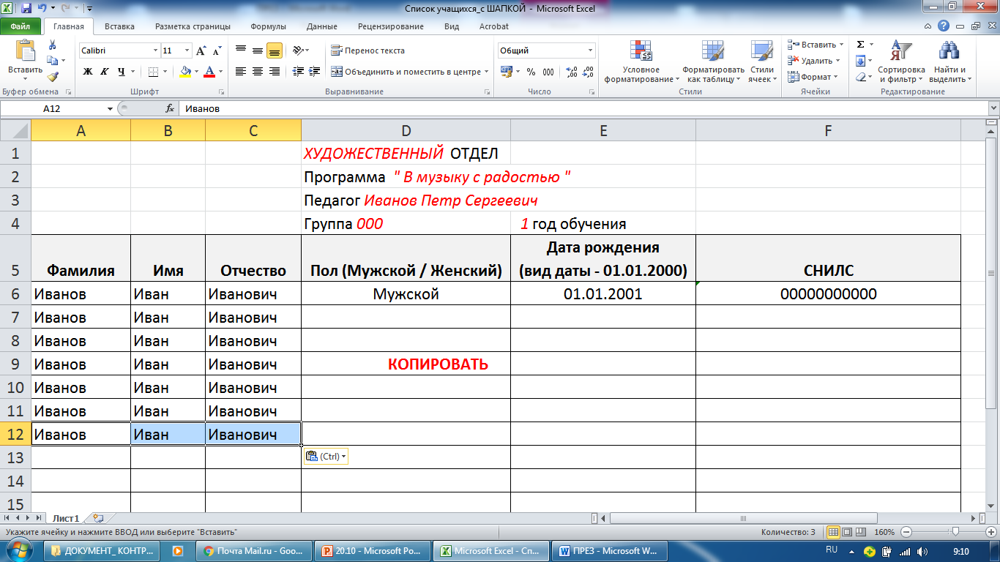 Список учащихся_с ШАПКОЙ - Microsoft Excel
Файл Главная Вставка Разметка страницы Формулы Данные Рецензирование Вид Acrobat
Вставить
Буфер обмена
Calibri 11
Ж К Ч
Шрифт
Перенос текста
Объединить и поместить в центре
Выравнивание
Общий
% 000
Число
Условное форматирование
Форматировать как таблицу
Стили ячеек
Стили
Вставить
Удалить
Формат
Ячейки
Сортировка и фильтр
Найти и выделить
Редактирование
A12 fx Иванов
A B C D E F
1 ХУДОЖЕСТВЕННЫЙ ОТДЕЛ
2 Программа " В музыку с радостью "
3 Педагог Иванов Петр Сергеевич
4 Группа 000 1 год обучения
5 Фамилия Имя Отчество Пол (Мужской / Женский) Дата рождения (вид даты - 01.01.2000) СНИЛС
6 Иванов Иван Иванович Мужской 01.01.2001 00000000000
7 Иванов Иван Иванович
8 Иванов Иван Иванович
9 Иванов Иван Иванович КОПИРОВАТЬ
10 Иванов Иван Иванович
11 Иванов Иван Иванович
12 Иванов Иван Иванович
13 (Ctrl)
14
15
Лист1
Укажите ячейку и нажмите ВВОД или выберите "Вставить" Количество: 3 160%
ДОКУМЕНТ_ КОНТР... Почта Mail.ru - Goo... 20.10 - Microsoft Po... Microsoft Excel - Сп... ПРЕЗ - Microsoft W... RU 9:10